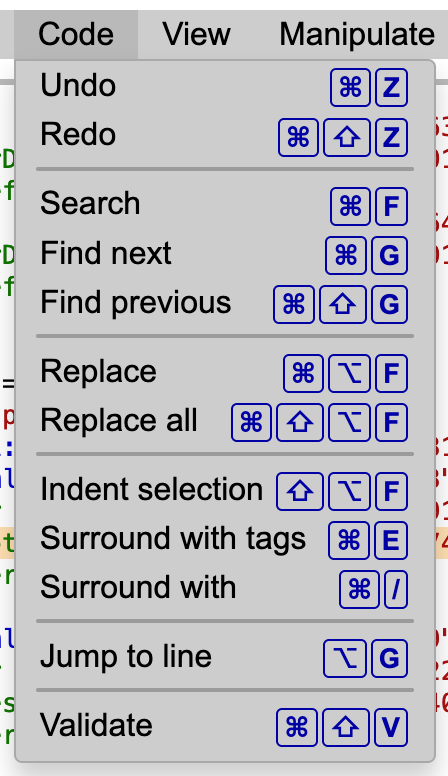 Code View Manipulate
Undo ⌘ Z
Redo ⌘ ⇧ Z
Search ⌘ F
Find next ⌘ G
Find previous ⌘ ⇧ G
Replace ⌘ ⌥ F
Replace all ⌘ ⇧ ⌥ F
Indent selection ⇧ ⌥ F
Surround with tags ⌘ E
Surround with ⌘ /
Jump to line ⌥ G
Validate ⌘ ⇧ V